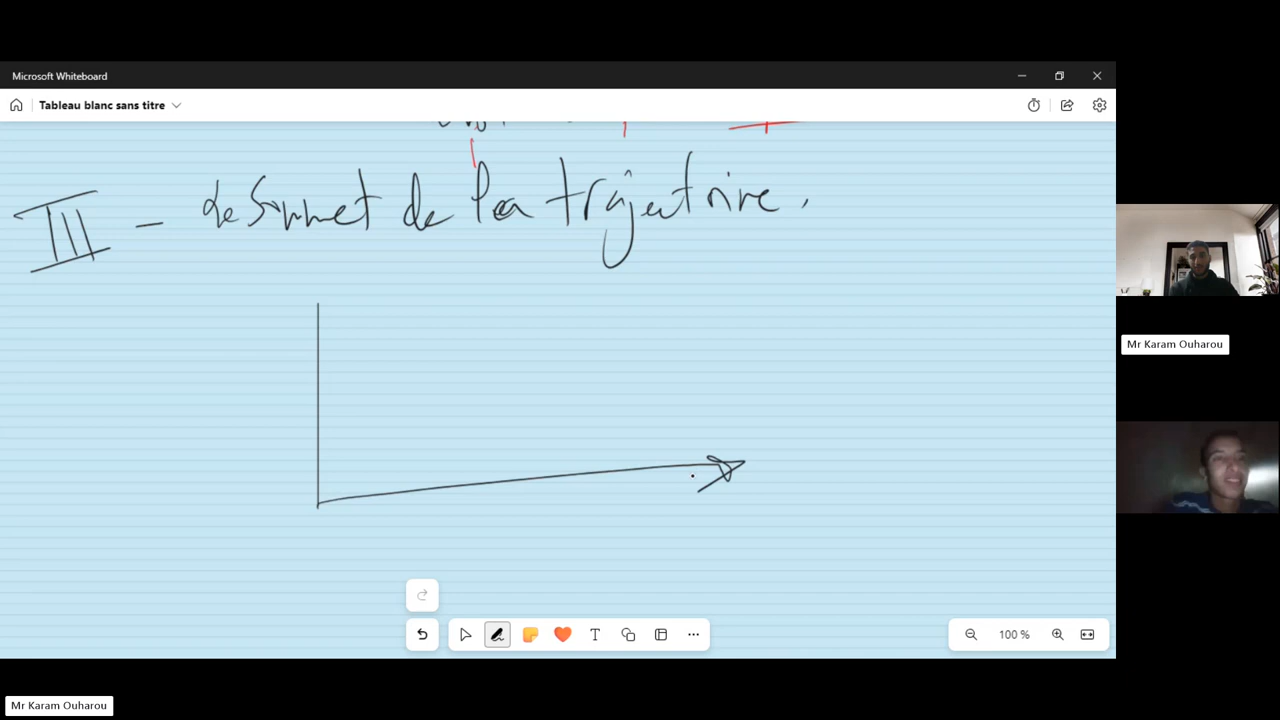 Microsoft Whiteboard
Tableau blanc sans titre
III - Le Sommet de la trajectoire.
Mr Karam Ouharou
100 %
Mr Karam Ouharou